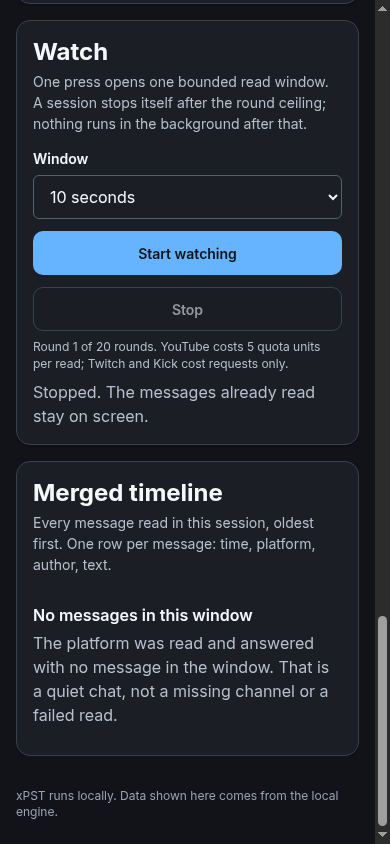 Watch
One press opens one bounded read window.
A session stops itself after the round ceiling;
nothing runs in the background after that.
Window
10 seconds
Start watching
Stop
Round 1 of 20 rounds. YouTube costs 5 quota units
per read; Twitch and Kick cost requests only.
Stopped. The messages already read
stay on screen.
Merged timeline
Every message read in this session, oldest
first. One row per message: time, platform,
author, text.
No messages in this window
The platform was read and answered
with no message in the window. That is
a quiet chat, not a missing channel or a
failed read.
xPST runs locally. Data shown here comes from the local
engine.